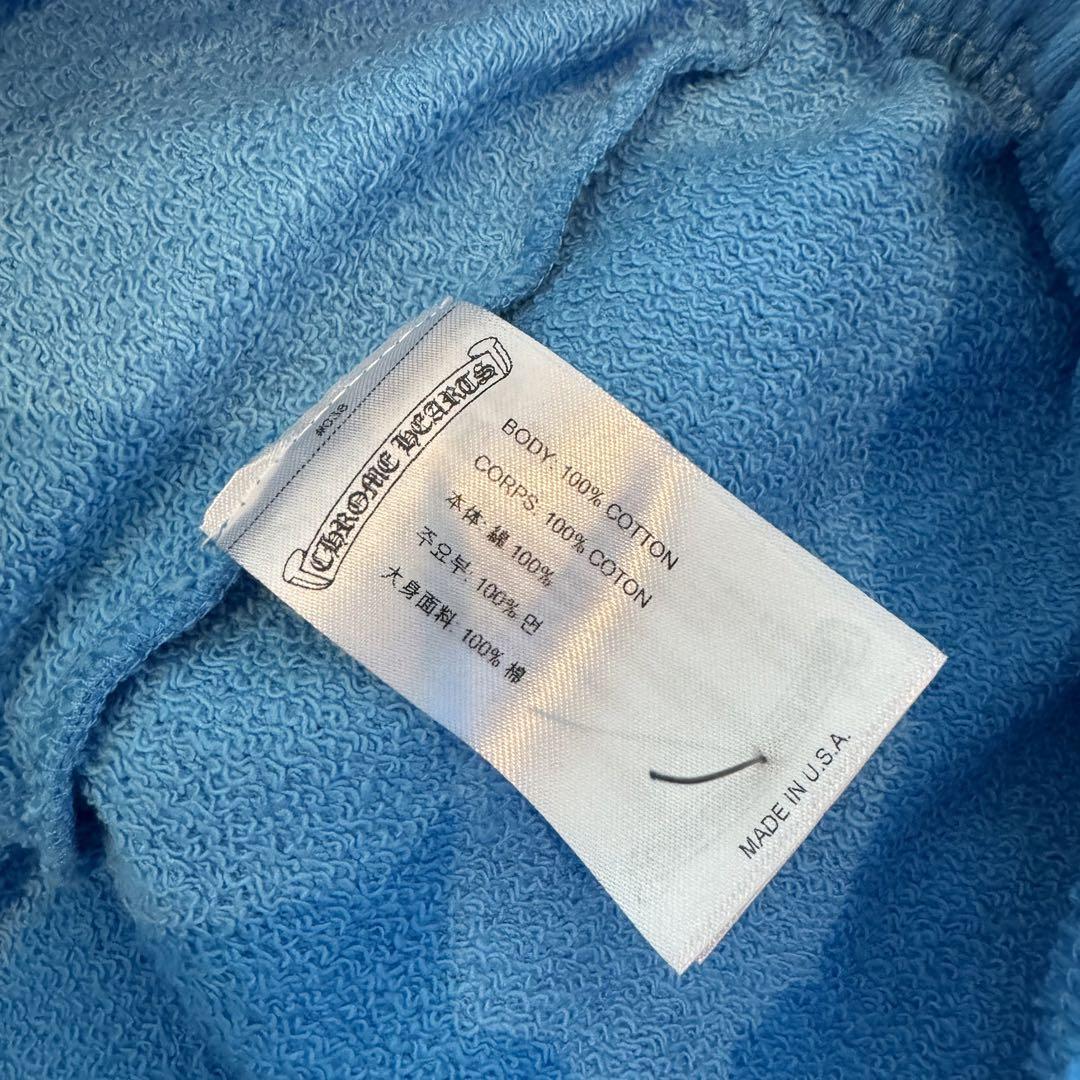 CHROME HEARTS
BODY: 100% COTTON
CORPS: 100% COTON
本体: 綿 100%
주요부: 100% 면
大身面料: 100% 棉
MADE IN U.S.A.